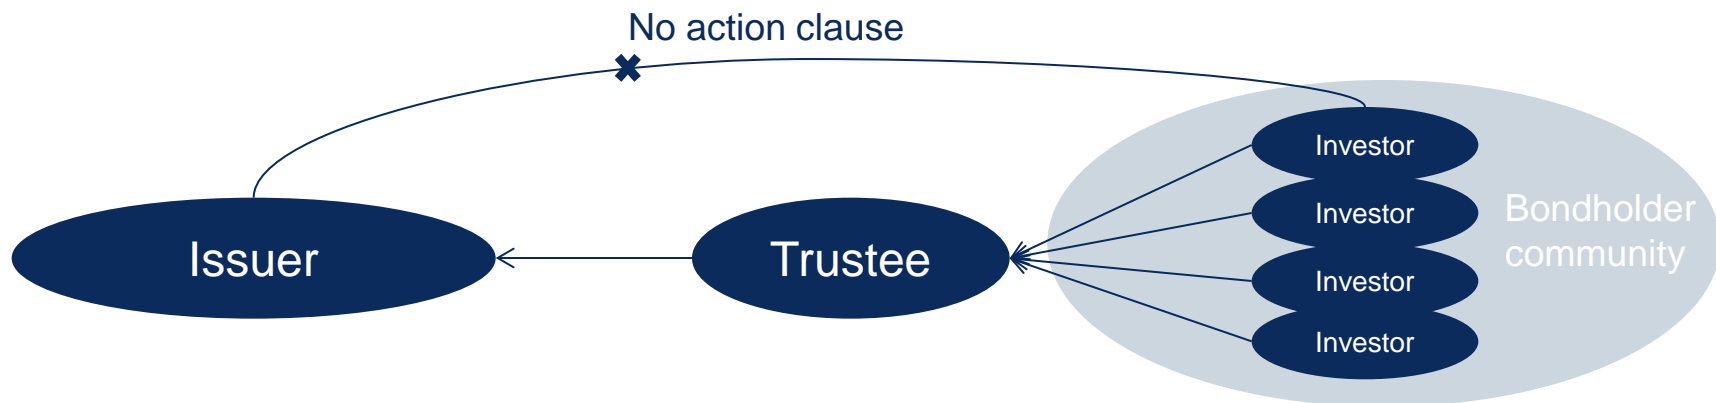 No action clause
Issuer
Trustee
Investor
Investor
Investor
Investor
Bondholder
community